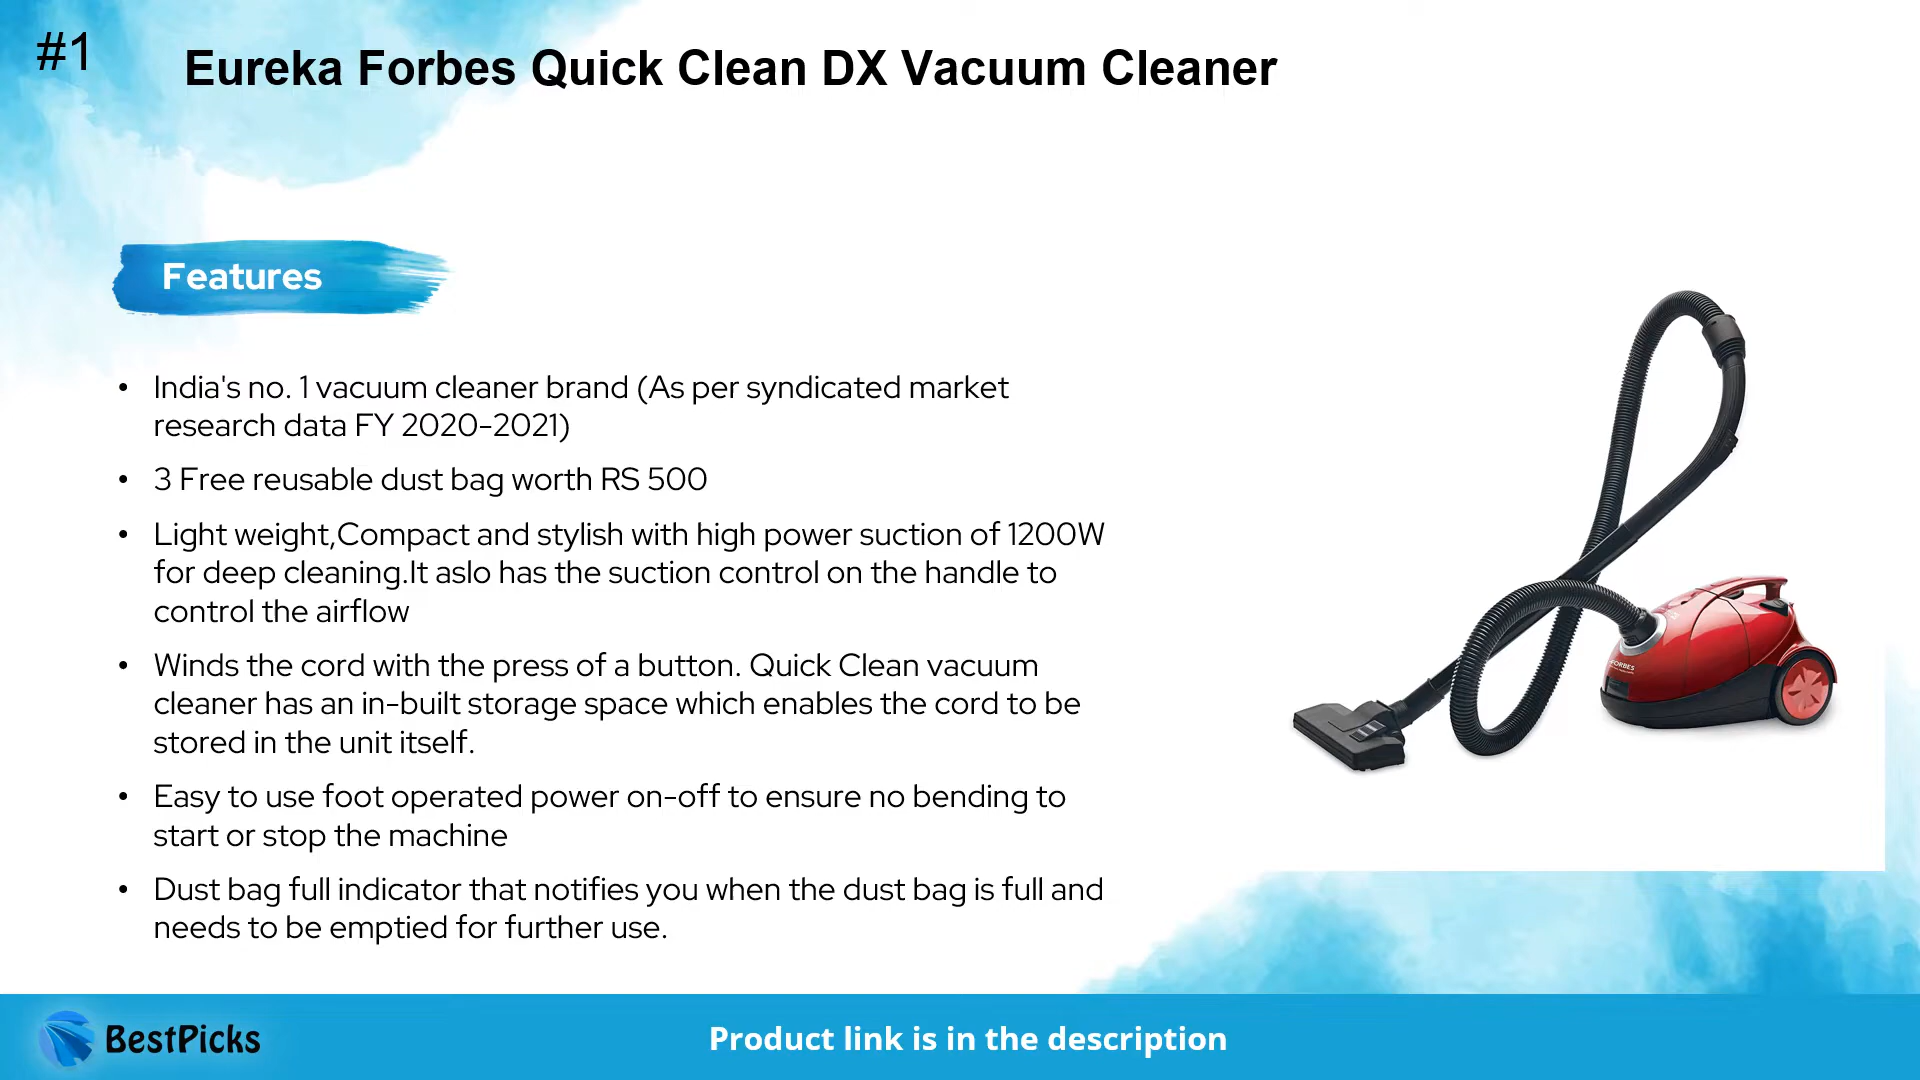 #1
Eureka Forbes Quick Clean DX Vacuum Cleaner
Features
• India's no. 1 vacuum cleaner brand (As per syndicated market
research data FY 2020-2021)
• 3 Free reusable dust bag worth RS 500
• Light weight,Compact and stylish with high power suction of 1200W
for deep cleaning.It aslo has the suction control on the handle to
control the airflow
• Winds the cord with the press of a button. Quick Clean vacuum
cleaner has an in-built storage space which enables the cord to be
stored in the unit itself.
• Easy to use foot operated power on-off to ensure no bending to
start or stop the machine
• Dust bag full indicator that notifies you when the dust bag is full and
needs to be emptied for further use.
BestPicks
Product link is in the description